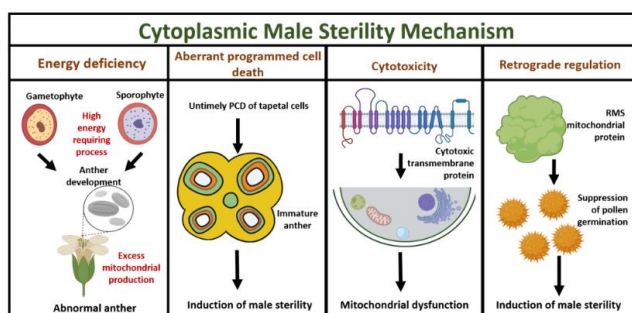 Cytoplasmic Male Sterility Mechanism
Energy deficiency
Gametophyte
Sporophyte
High
energy
requiring
process
Anther
development
Excess
mitochondrial
production
Abnormal anther
Aberrant programmed cell
death
Untimely PCD of tapetal cells
Immature
anther
Induction of male sterility
Cytotoxicity
Cytotoxic
transmembrane
protein
Mitochondrial dysfunction
Retrograde regulation
RMS
mitochondrial
protein
Suppression
of pollen
germination
Induction of male sterility